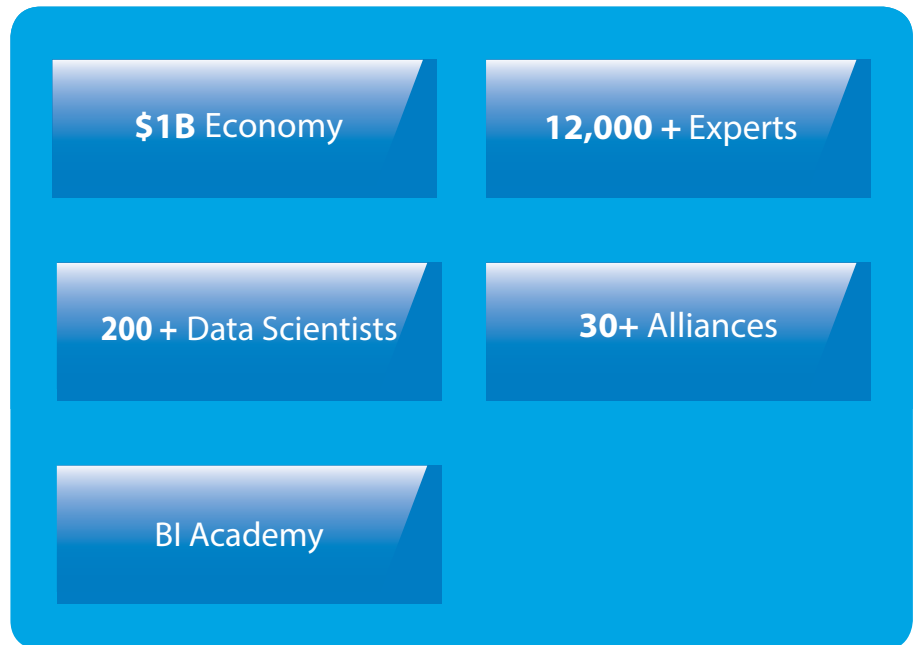 $1B Economy
12,000 + Experts
200 + Data Scientists
30+ Alliances
BI Academy